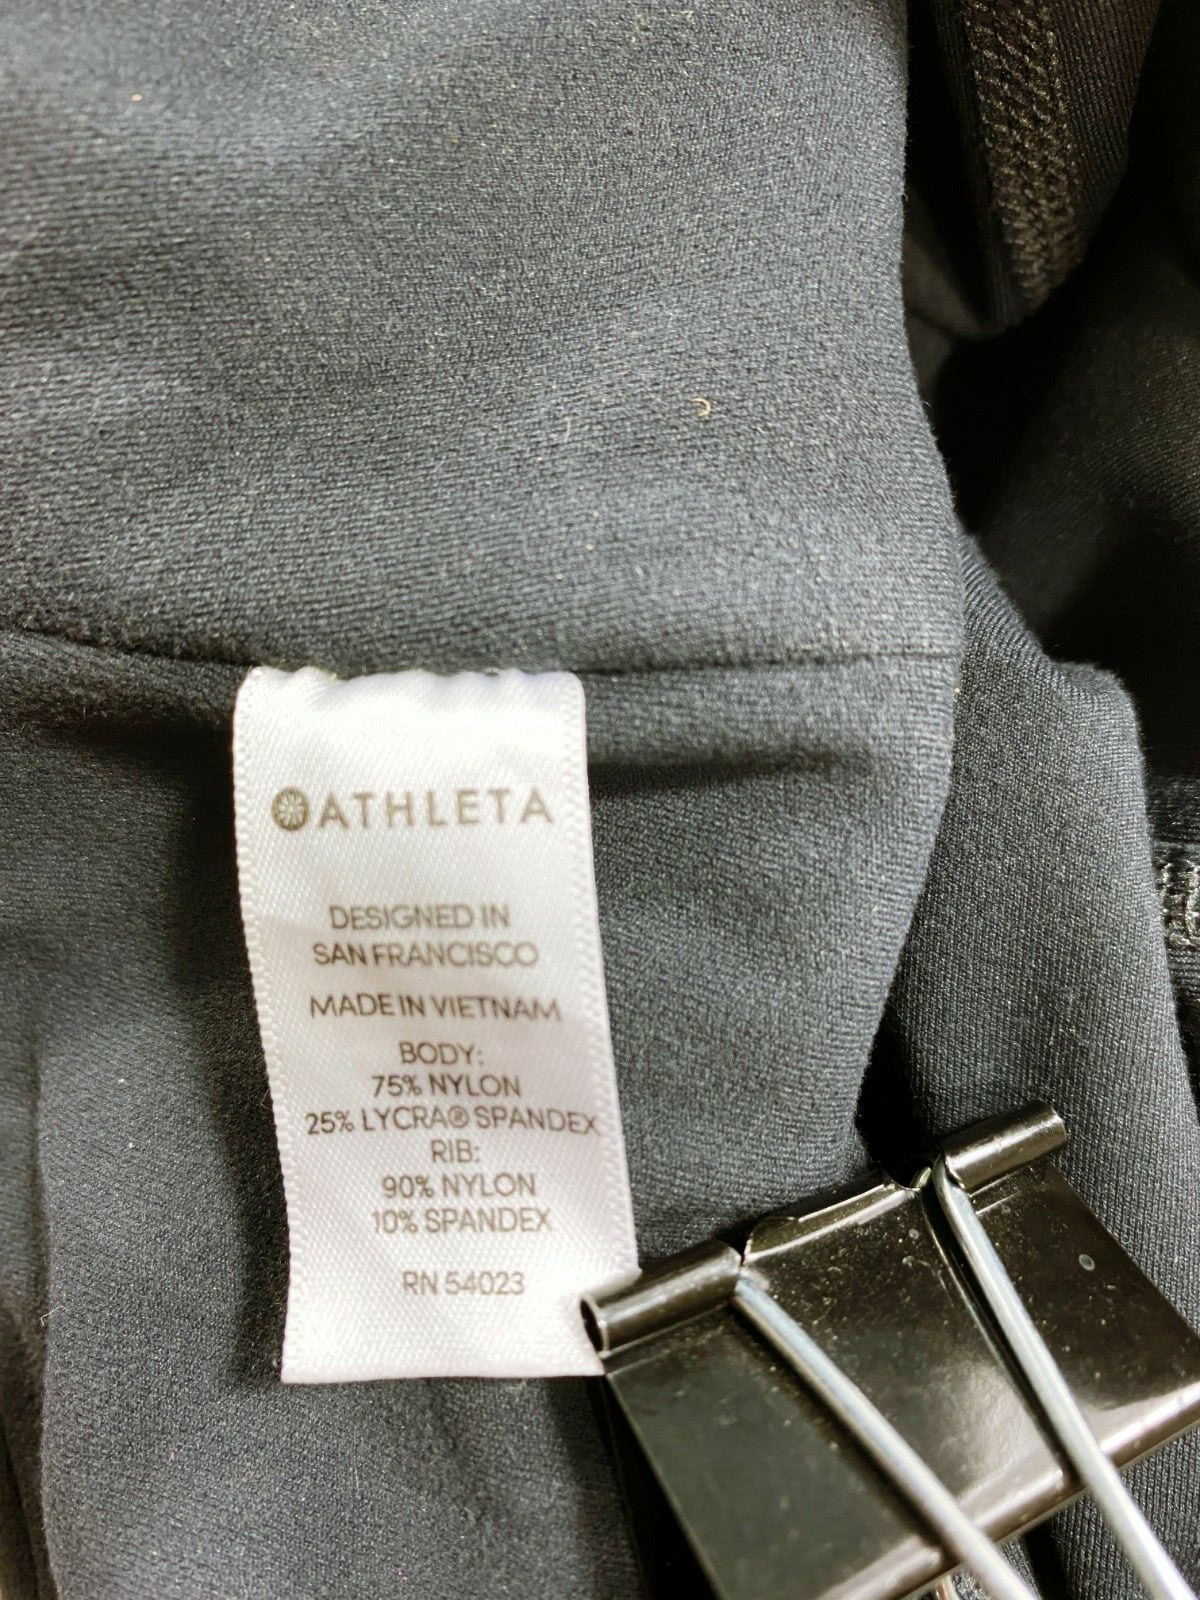 ATHLETA
DESIGNED IN
SAN FRANCISCO
MADE IN VIETNAM
BODY:
75% NYLON
25% LYCRA® SPANDEX
RIB:
90% NYLON
10% SPANDEX
RN 54023